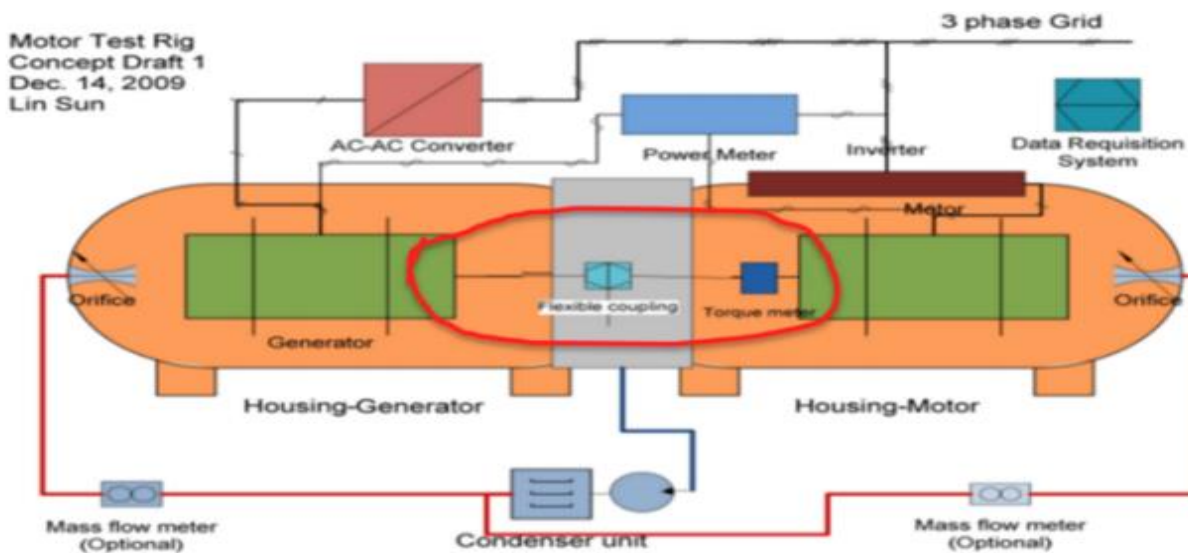 3 phase Grid
Motor Test Rig
Concept Draft 1
Dec. 14, 2009
Lin Sun
AC-AC Converter
Power Meter
Inverter
Data Requisition
System
Motor
Orifice
Flexible coupling
Torque meter
Orifice
Generator
Housing-Generator
Housing-Motor
Mass flow meter
(Optional)
Condenser unit
Mass flow meter
(Optional)